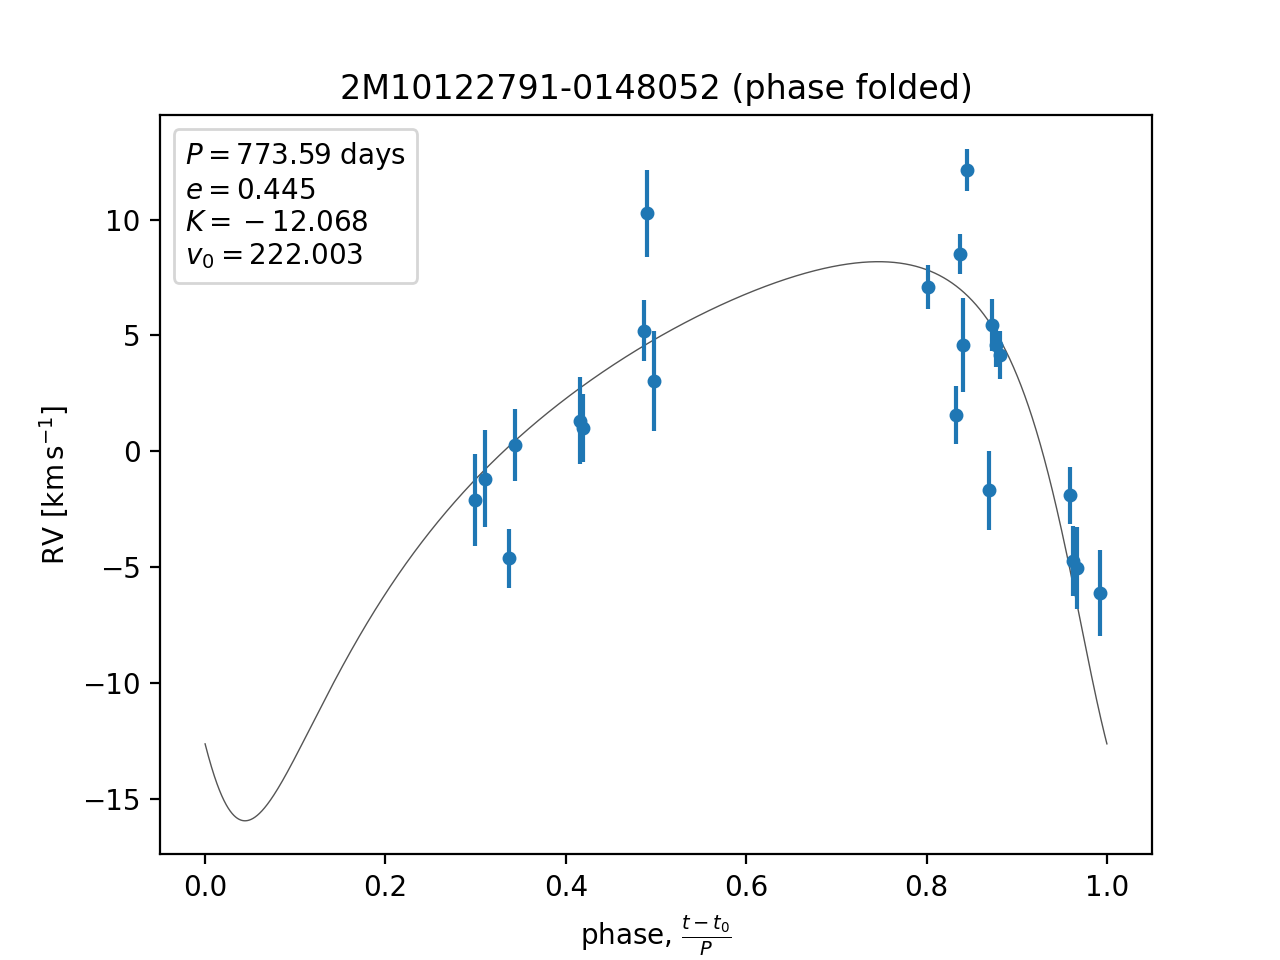 2M10122791-0148052 (phase folded)
P = 773.59 days
e = 0.445
K = −12.068
v₀ = 222.003
RV [km s⁻¹]
10
5
0
−5
−10
−15
0.0 0.2 0.4 0.6 0.8 1.0
phase, (t − t₀)/P